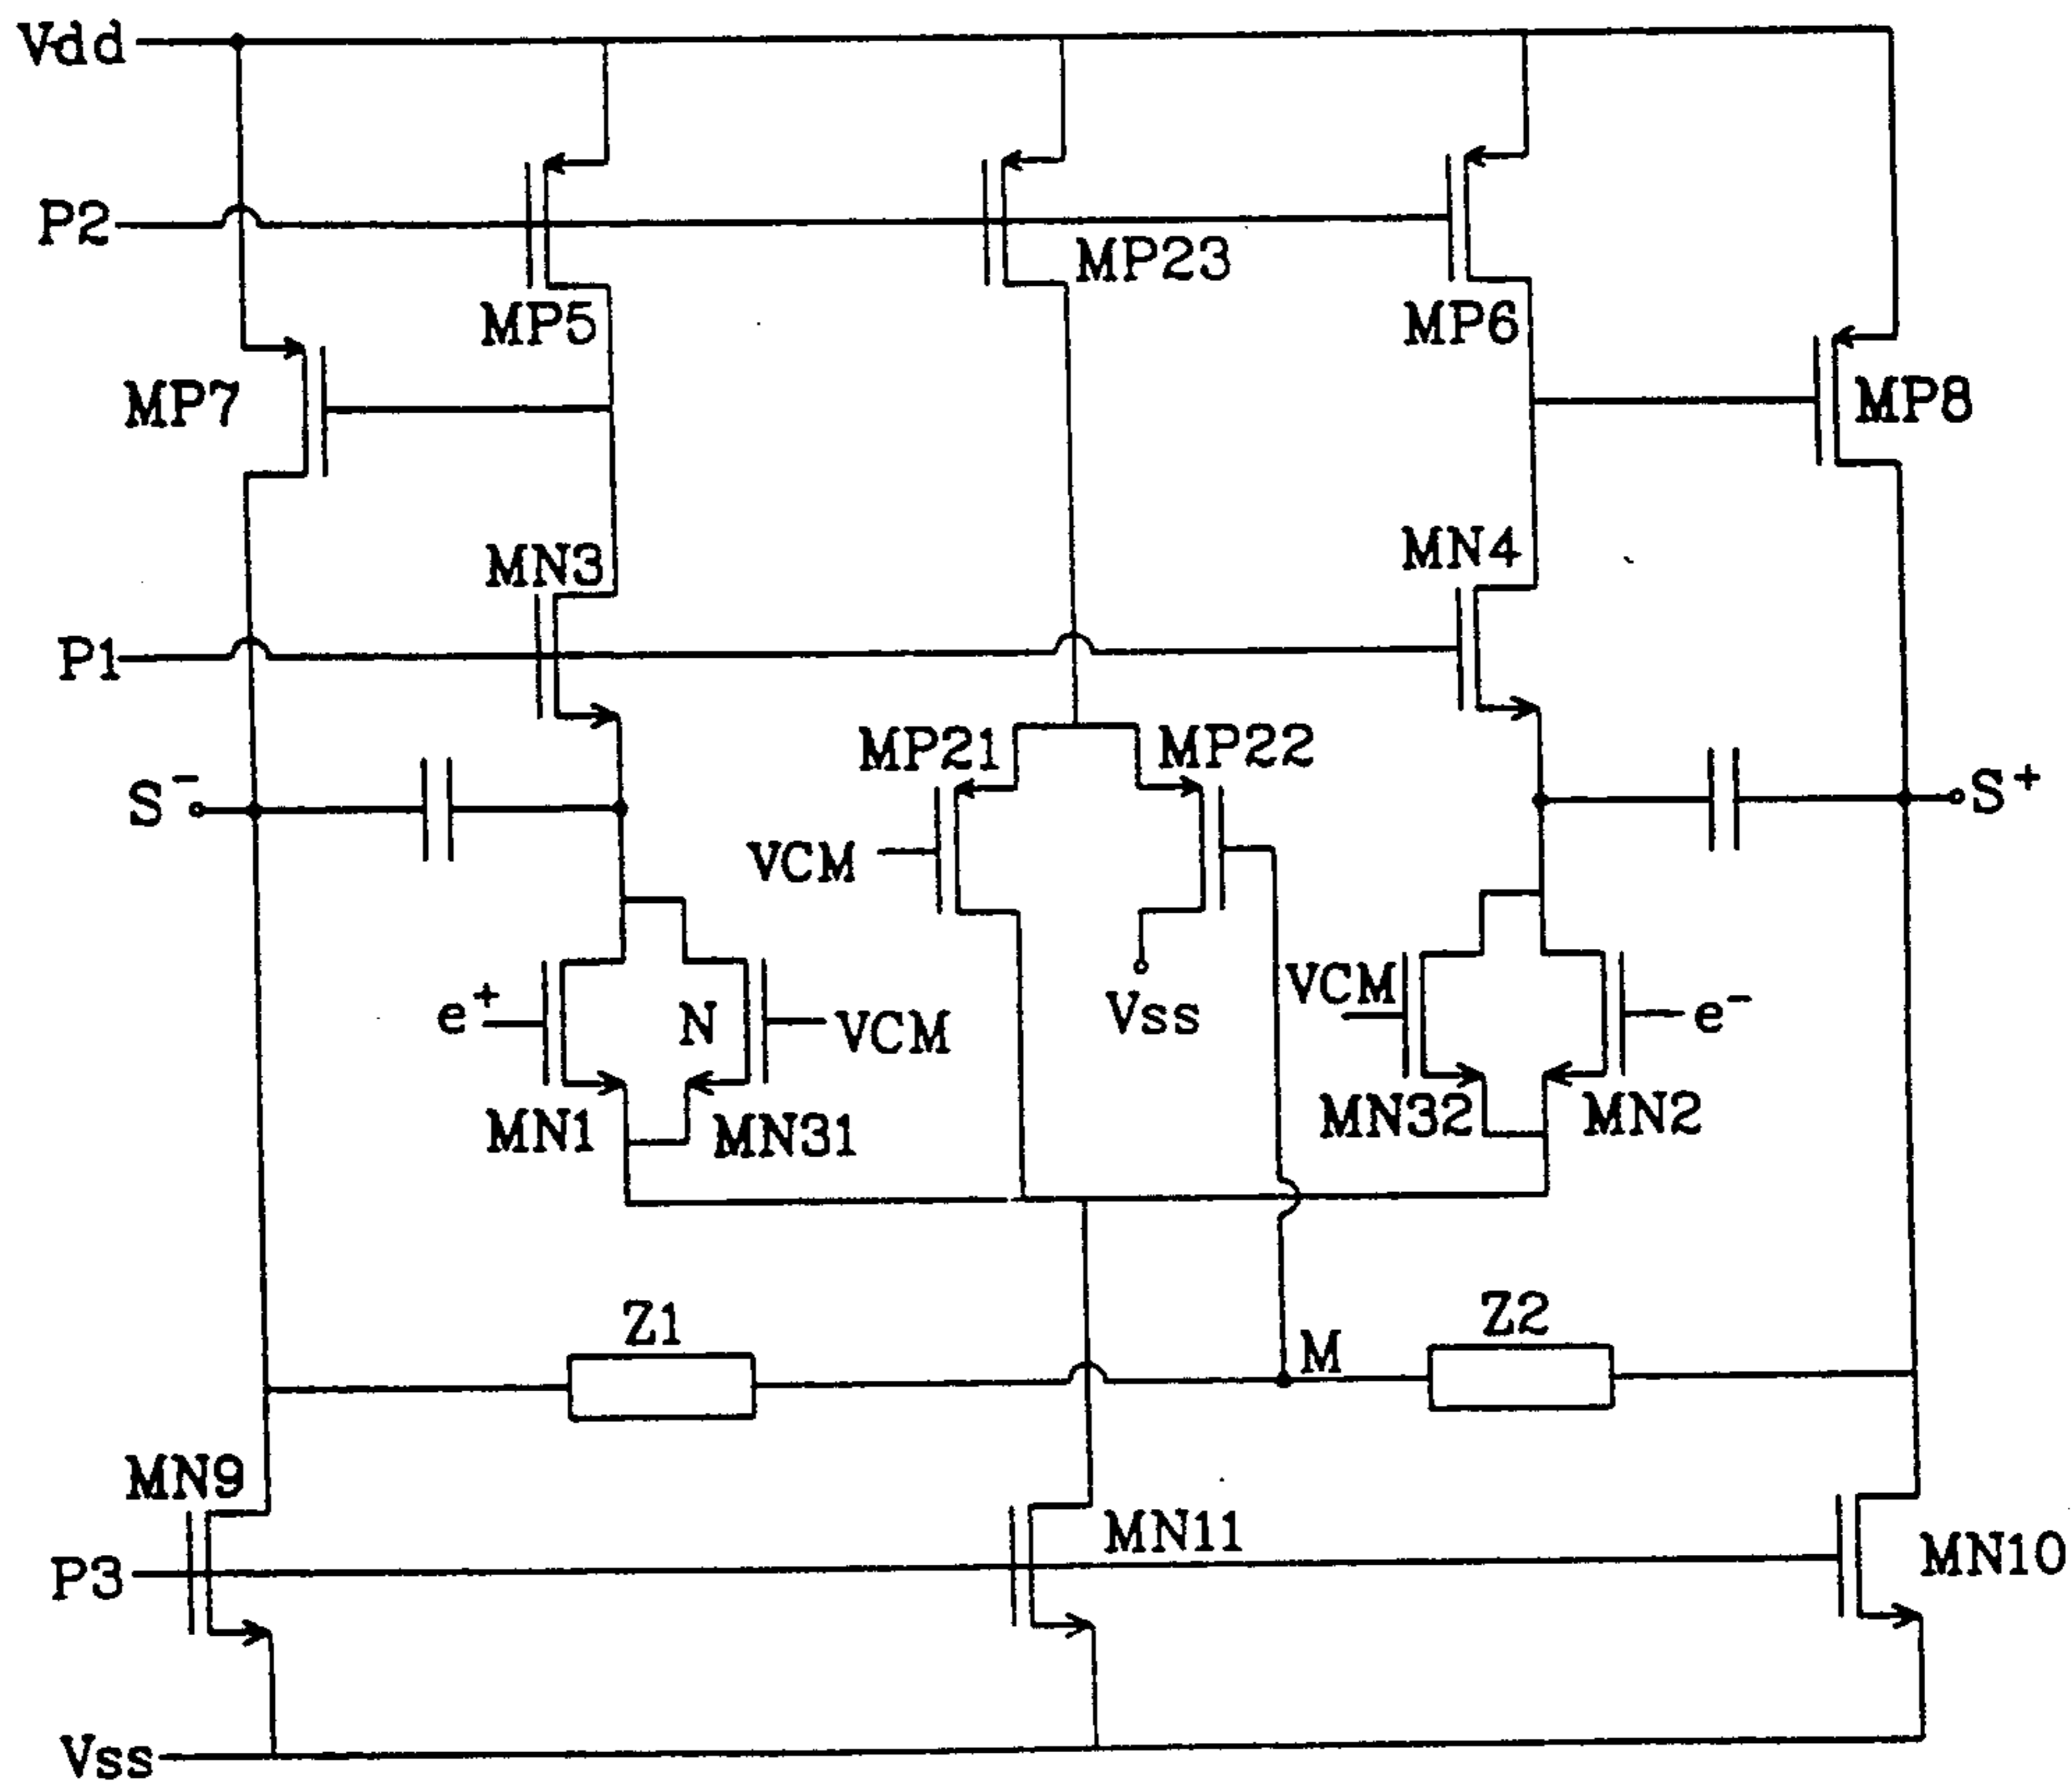 Vdd
P2
MP23
MP5
MP6
MP7
MP8
MN3
MN4
P1
MP21
MP22
S⁻
S⁺
VCM
e⁺
N
VCM
Vss
VCM
e⁻
MN1
MN31
MN32
MN2
Z1
M
Z2
MN9
MN11
MN10
P3
Vss